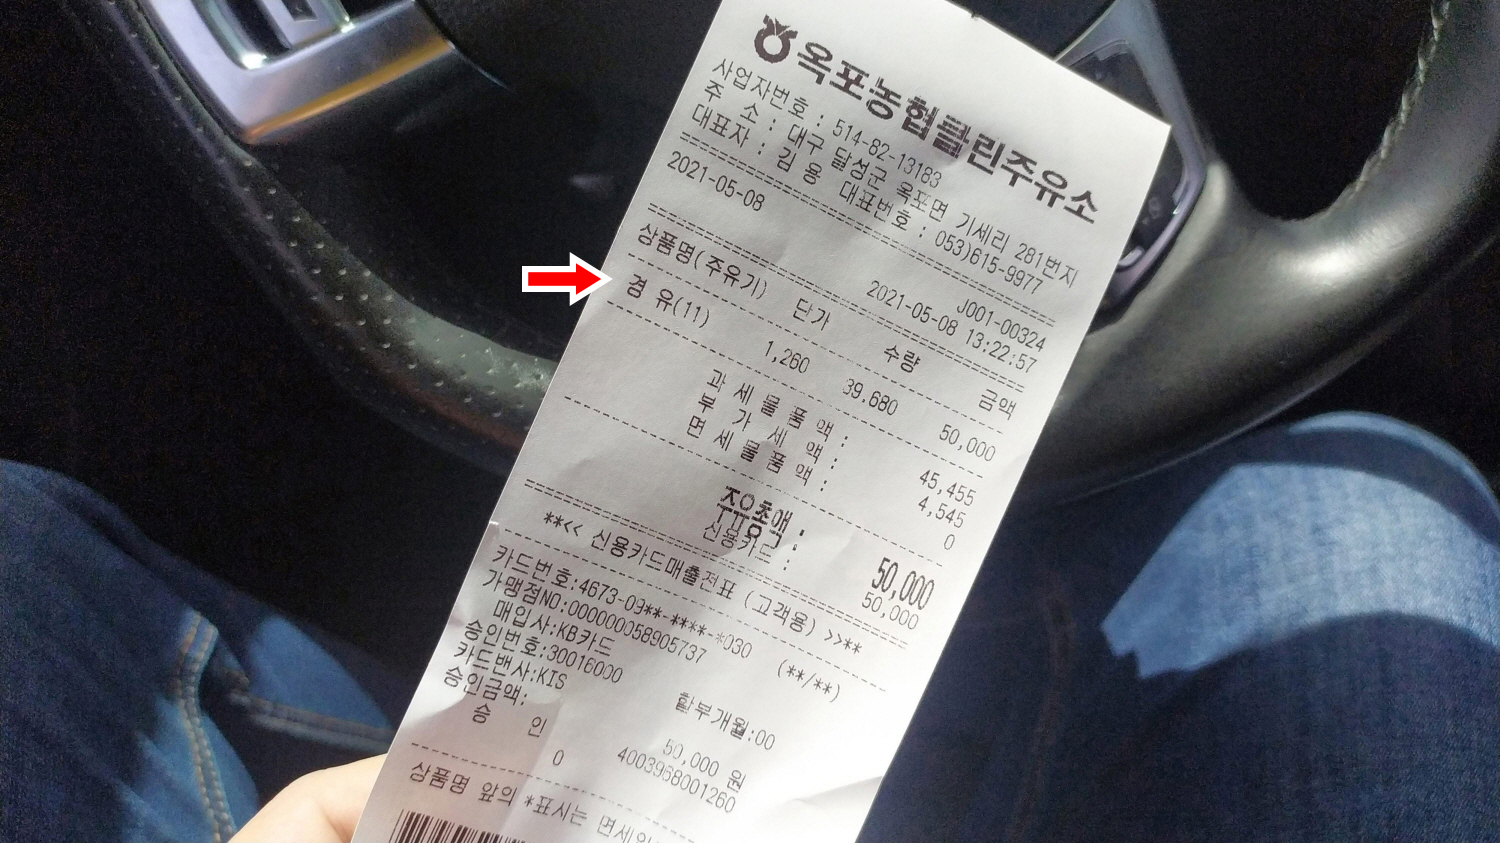 옥포농협클린주유소
사업자번호 : 514-82-13183
주 소 : 대구 달성군 옥포면 기세리 281번지
대표자 : 김 용 대표번호 : 053)615-9977
2021-05-08 J001-00324
2021-05-08 13:22:57
상품명(주유기) 단가 수량 금액
경 유(11) 1,260 39.680 50,000
과 세 물 품 액 : 45,455
부 가 세 액 : 4,545
면 세 물 품 액 : 0
주유총액 : 50,000
신용카드 : 50,000
**<< 신용카드매출전표 (고객용) >>**
카드번호:4673-09**-****-*030 (**/**)
가맹점NO:000000058905737
매입사:KB카드
승인번호:30016000 할부개월:00
카드밴사:KIS
승인금액: 50,000 원
승 인 4003968001260
0
상품명 앞의 *표시는 면세